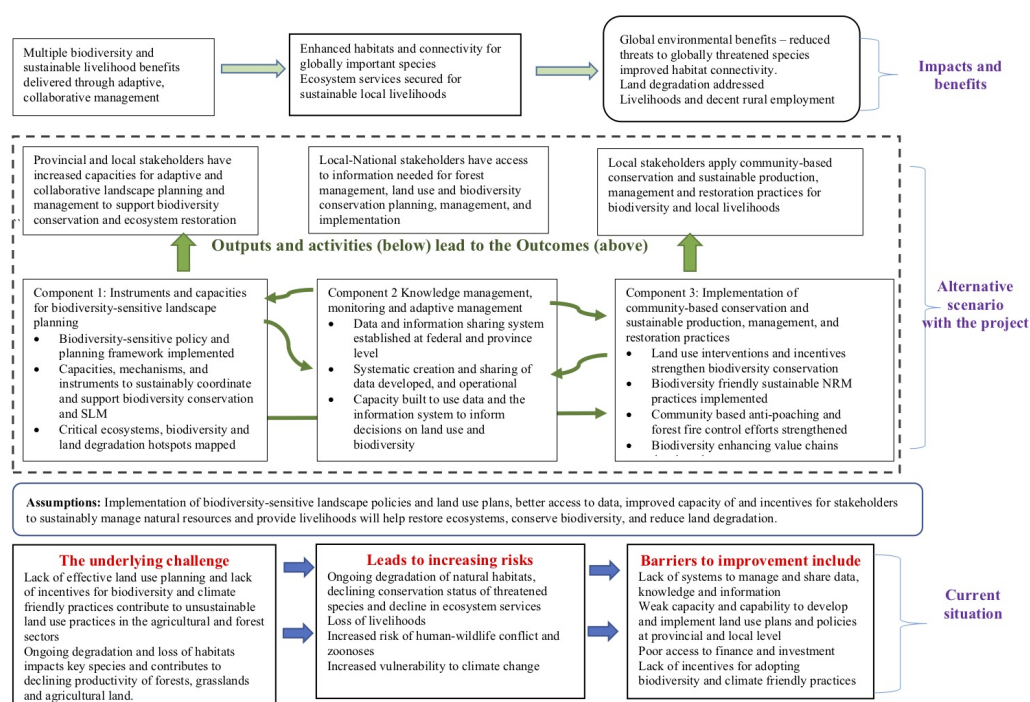 Multiple biodiversity and
sustainable livelihood benefits
delivered through adaptive,
collaborative management
Enhanced habitats and connectivity for
globally important species
Ecosystem services secured for
sustainable local livelihoods
Global environmental benefits – reduced
threats to globally threatened species
improved habitat connectivity.
Land degradation addressed
Livelihoods and decent rural employment
Impacts and
benefits
Provincial and local stakeholders have
increased capacities for adaptive and
collaborative landscape planning and
management to support biodiversity
conservation and ecosystem restoration
Local-National stakeholders have access
to information needed for forest
management, land use and biodiversity
conservation planning, management, and
implementation
Local stakeholders apply community-based
conservation and sustainable production,
management and restoration practices for
biodiversity and local livelihoods
Outputs and activities (below) lead to the Outcomes (above)
Component 1: Instruments and capacities
for biodiversity-sensitive landscape
planning
• Biodiversity-sensitive policy and
planning framework implemented
• Capacities, mechanisms, and
instruments to sustainably coordinate
and support biodiversity conservation
and SLM
• Critical ecosystems, biodiversity and
land degradation hotspots mapped
Component 2 Knowledge management,
monitoring and adaptive management
• Data and information sharing system
established at federal and province
level
• Systematic creation and sharing of
data developed, and operational
• Capacity built to use data and the
information system to inform
decisions on land use and
biodiversity
Component 3: Implementation of
community-based conservation and
sustainable production, management, and
restoration practices
• Land use interventions and incentives
strengthen biodiversity conservation
• Biodiversity friendly sustainable NRM
practices implemented
• Community based anti-poaching and
forest fire control efforts strengthened
• Biodiversity enhancing value chains
Alternative
scenario
with the project
Assumptions: Implementation of biodiversity-sensitive landscape policies and land use plans, better access to data, improved capacity of and incentives for stakeholders
to sustainably manage natural resources and provide livelihoods will help restore ecosystems, conserve biodiversity, and reduce land degradation.
The underlying challenge
Lack of effective land use planning and lack
of incentives for biodiversity and climate
friendly practices contribute to unsustainable
land use practices in the agricultural and forest
sectors
Ongoing degradation and loss of habitats
impacts key species and contributes to
declining productivity of forests, grasslands
and agricultural land.
Leads to increasing risks
Ongoing degradation of natural habitats,
declining conservation status of threatened
species and decline in ecosystem services
Loss of livelihoods
Increased risk of human-wildlife conflict and
zoonoses
Increased vulnerability to climate change
Barriers to improvement include
Lack of systems to manage and share data,
knowledge and information
Weak capacity and capability to develop
and implement land use plans and policies
at provincial and local level
Poor access to finance and investment
Lack of incentives for adopting
biodiversity and climate friendly practices
Current
situation